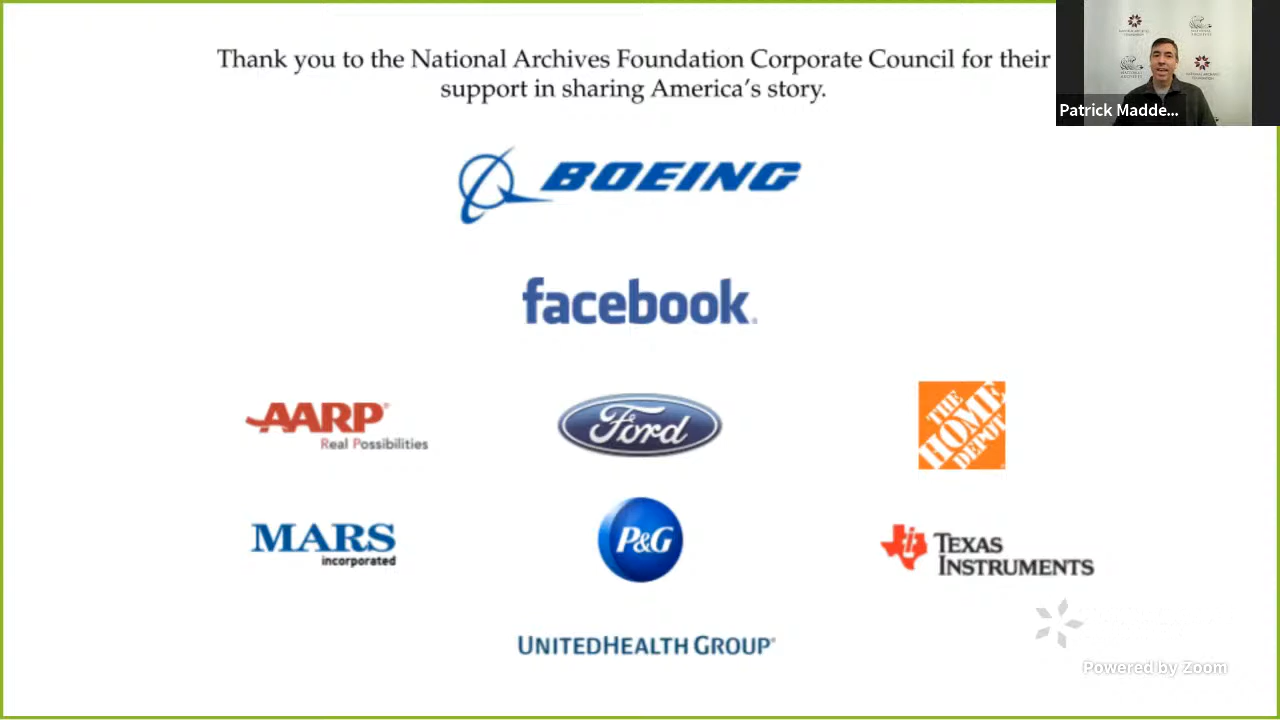 Thank you to the National Archives Foundation Corporate Council for their
support in sharing America's story.
Patrick Madde...
BOEING
facebook
AARP
Real Possibilities
Ford
THE
HOME
DEPOT
MARS
incorporated
P&G
TEXAS
INSTRUMENTS
UNITEDHEALTH GROUP®
Powered by Zoom